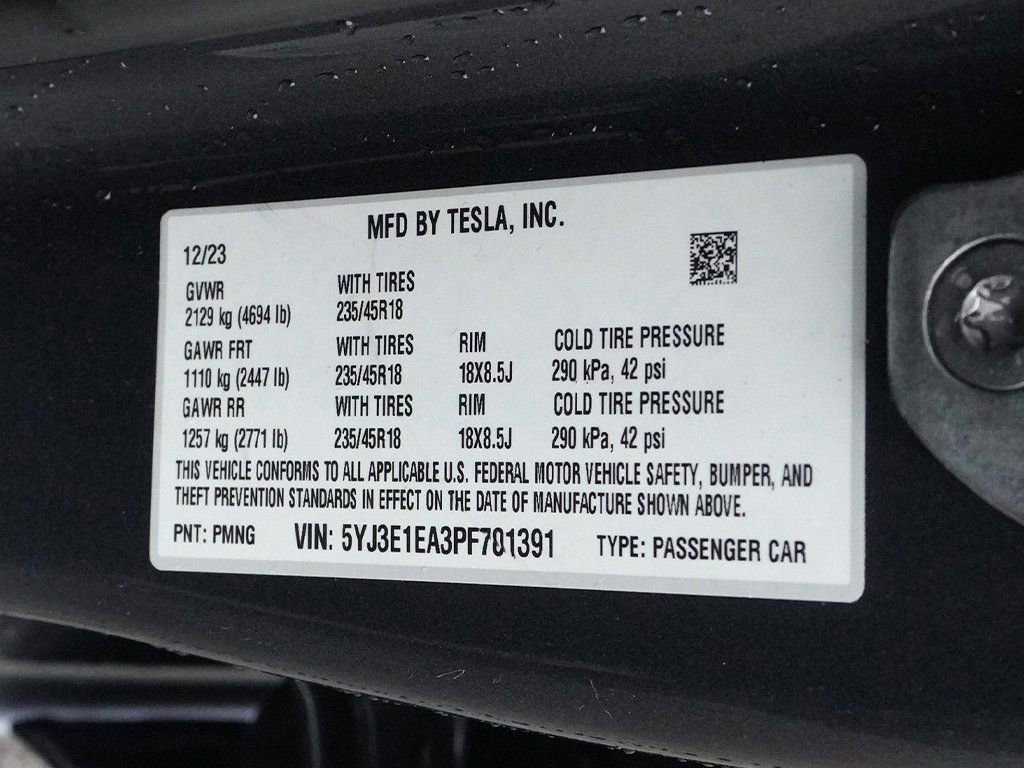 MFD BY TESLA, INC.
12/23
GVWR WITH TIRES
2129 kg (4694 lb) 235/45R18
GAWR FRT WITH TIRES RIM COLD TIRE PRESSURE
1110 kg (2447 lb) 235/45R18 18X8.5J 290 kPa, 42 psi
GAWR RR WITH TIRES RIM COLD TIRE PRESSURE
1257 kg (2771 lb) 235/45R18 18X8.5J 290 kPa, 42 psi
THIS VEHICLE CONFORMS TO ALL APPLICABLE U.S. FEDERAL MOTOR VEHICLE SAFETY, BUMPER, AND
THEFT PREVENTION STANDARDS IN EFFECT ON THE DATE OF MANUFACTURE SHOWN ABOVE.
PNT: PMNG VIN: 5YJ3E1EA3PF701391 TYPE: PASSENGER CAR